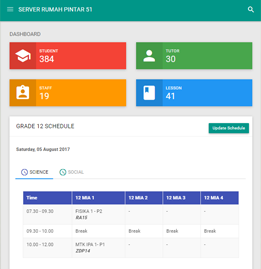 SERVER RUMAH PINTAR 51
DASHBOARD
STUDENT
384
TUTOR
30
STAFF
19
LESSON
41
GRADE 12 SCHEDULE
Update Schedule
Saturday, 05 August 2017
SCIENCE SOCIAL
Time 12 MIA 1 12 MIA 2 12 MIA 3 12 MIA 4
07.30 - 09.30 FISIKA 1 - P2 - - -
BA15
09.30 - 10.00 Break Break Break Break
10.00 - 12.00 MTK IPA 1- P1 - - -
ZDP14